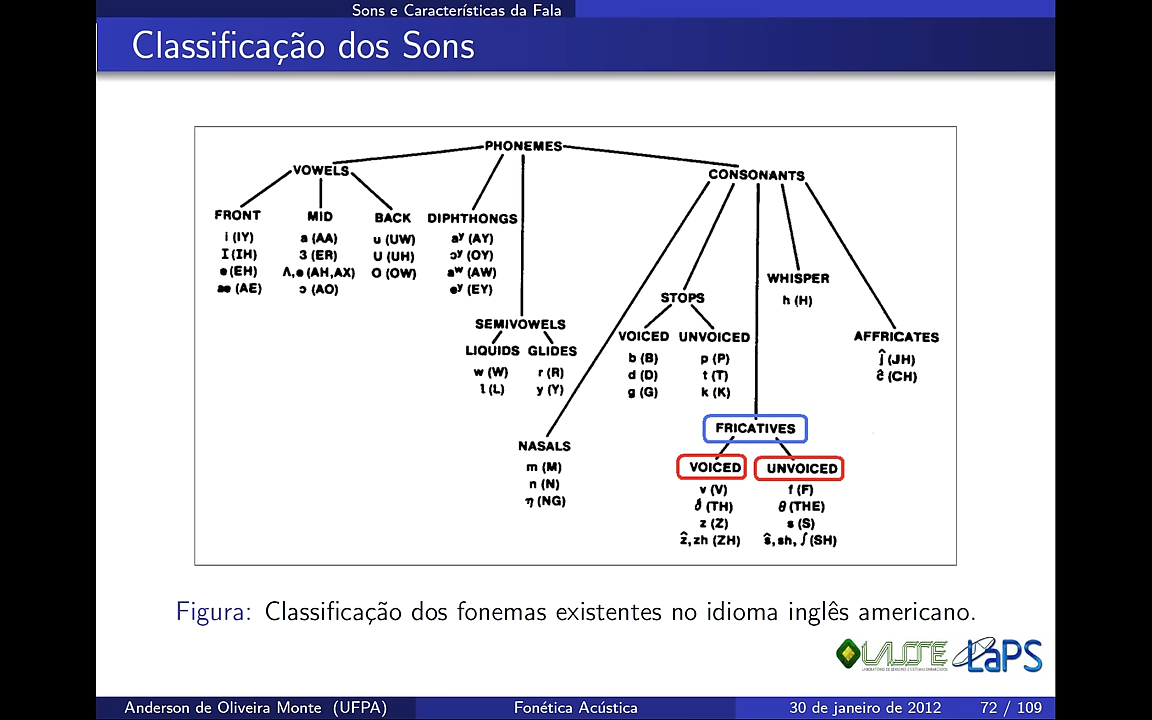 Sons e Características da Fala
Classificação dos Sons
PHONEMES
VOWELS
CONSONANTS
FRONT MID BACK DIPHTHONGS
i (IY) a (AA) u (UW) aʸ (AY)
I (IH) 3 (ER) U (UH) ɔʸ (OY)
e (EH) Λ,ə (AH,AX) O (OW) aʷ (AW)
æ (AE) ɔ (AO) eʸ (EY)
WHISPER
h (H)
STOPS
SEMIVOWELS
VOICED UNVOICED
AFFRICATES
LIQUIDS GLIDES
b (B) p (P) ĵ (JH)
w (W) r (R) d (D) t (T) ĉ (CH)
l (L) y (Y) g (G) k (K)
FRICATIVES
NASALS
VOICED UNVOICED
m (M)
n (N)
η (NG)
v (V) f (F)
ð (TH) θ (THE)
z (Z) s (S)
ẑ, zh (ZH) ŝ, sh, ʃ (SH)
Figura: Classificação dos fonemas existentes no idioma inglês americano.
LASSE LaPS
Anderson de Oliveira Monte (UFPA) Fonética Acústica 30 de janeiro de 2012 72 / 109